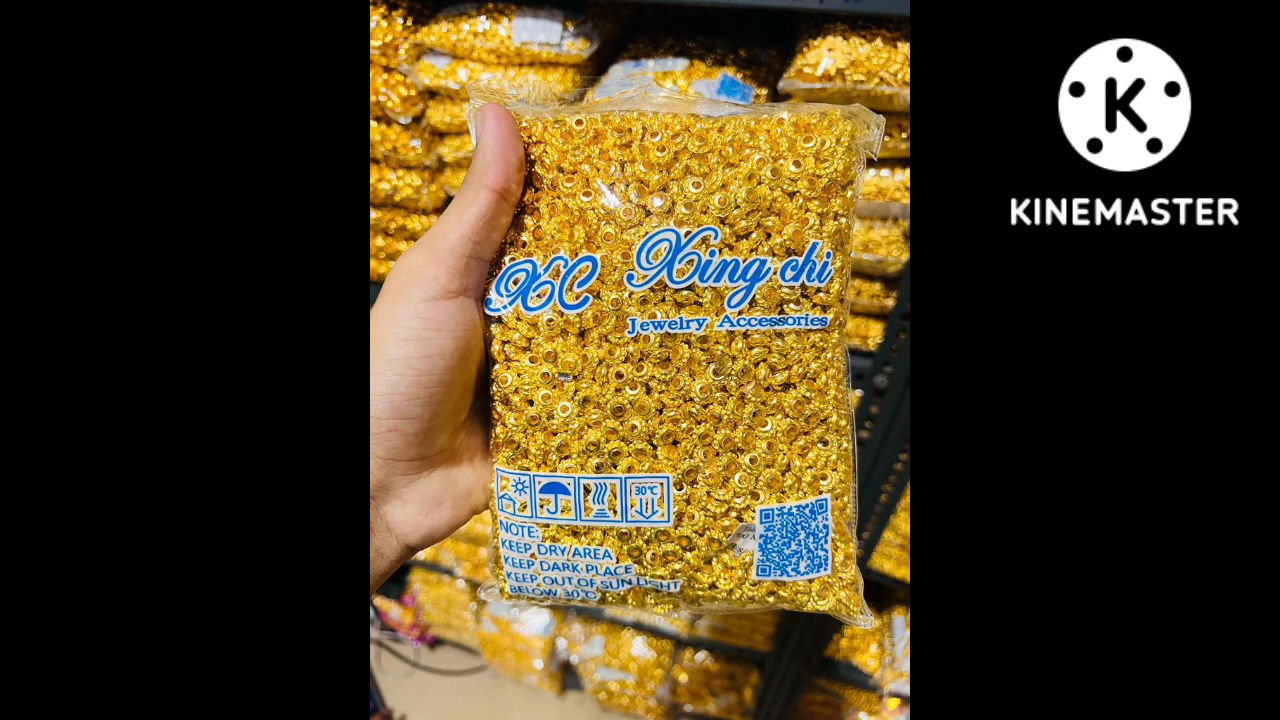 K
KINEMASTER
XC
Xing chi
Jewelry Accessories
30℃
NOTE:
KEEP DRY AREA
KEEP DARK PLACE
KEEP OUT OF SUN LIGHT
BELOW 30℃